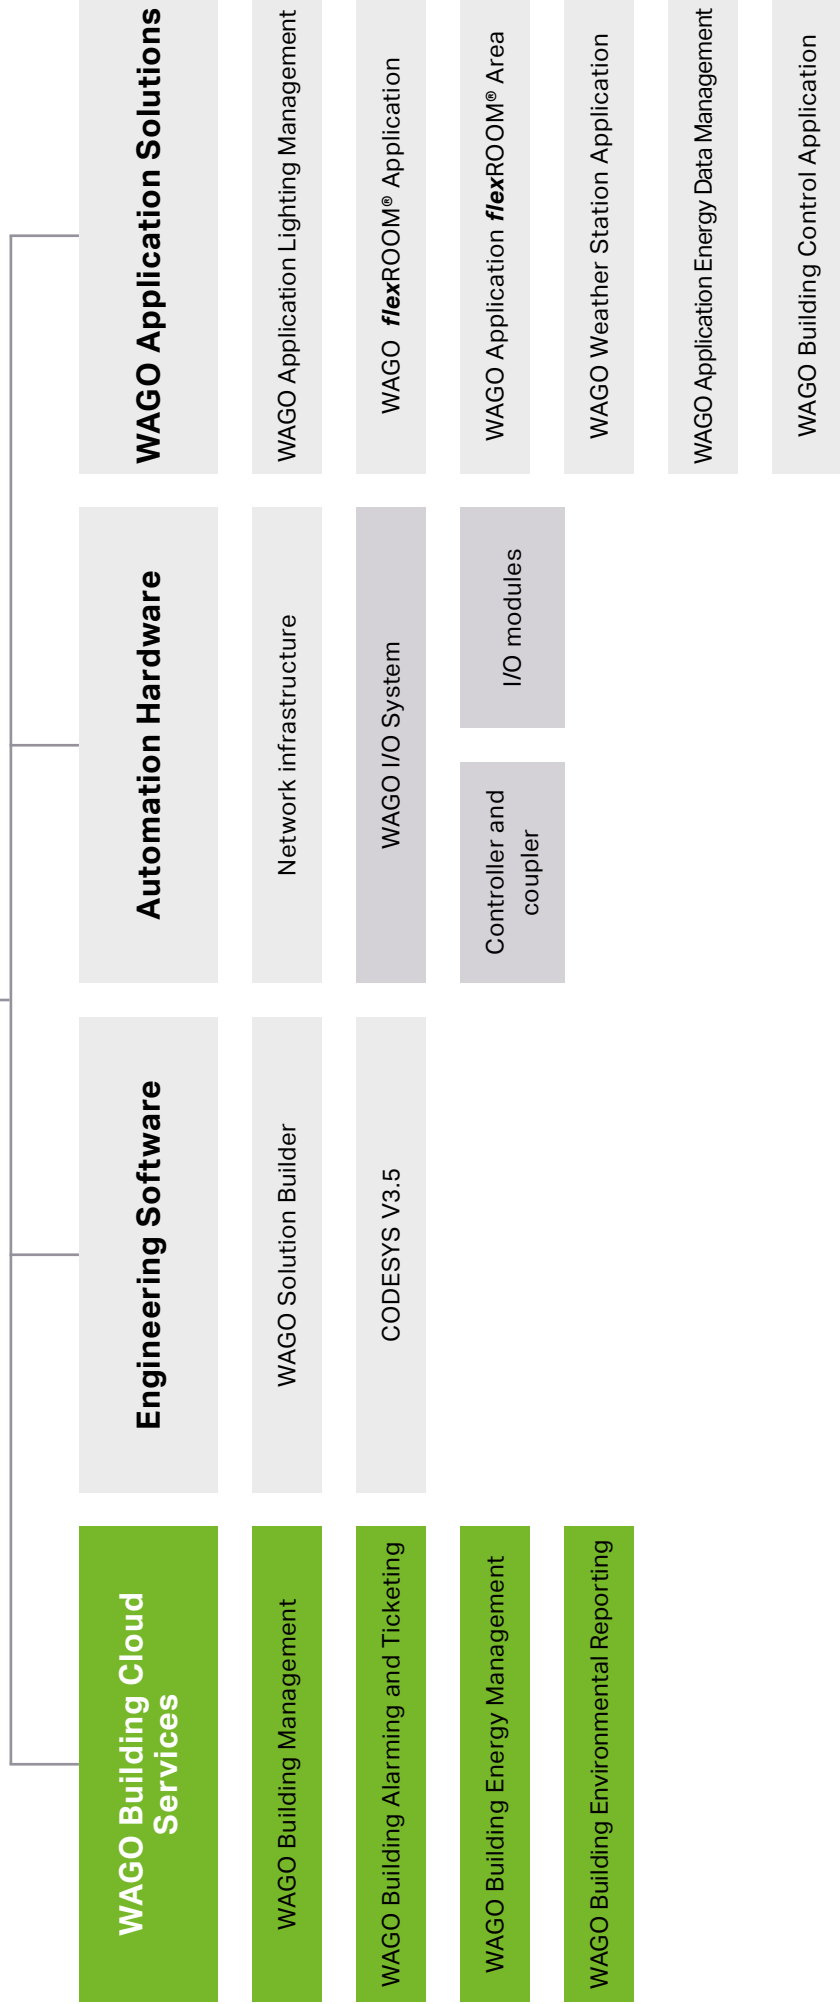 WAGO Building Cloud
Services
WAGO Building Management
WAGO Building Alarming and Ticketing
WAGO Building Energy Management
WAGO Building Environmental Reporting
Engineering Software
WAGO Solution Builder
CODESYS V3.5
Automation Hardware
Network infrastructure
WAGO I/O System
Controller and
coupler
I/O modules
WAGO Application Solutions
WAGO Application Lighting Management
WAGO flexROOM® Application
WAGO Application flexROOM® Area
WAGO Weather Station Application
WAGO Application Energy Data Management
WAGO Building Control Application